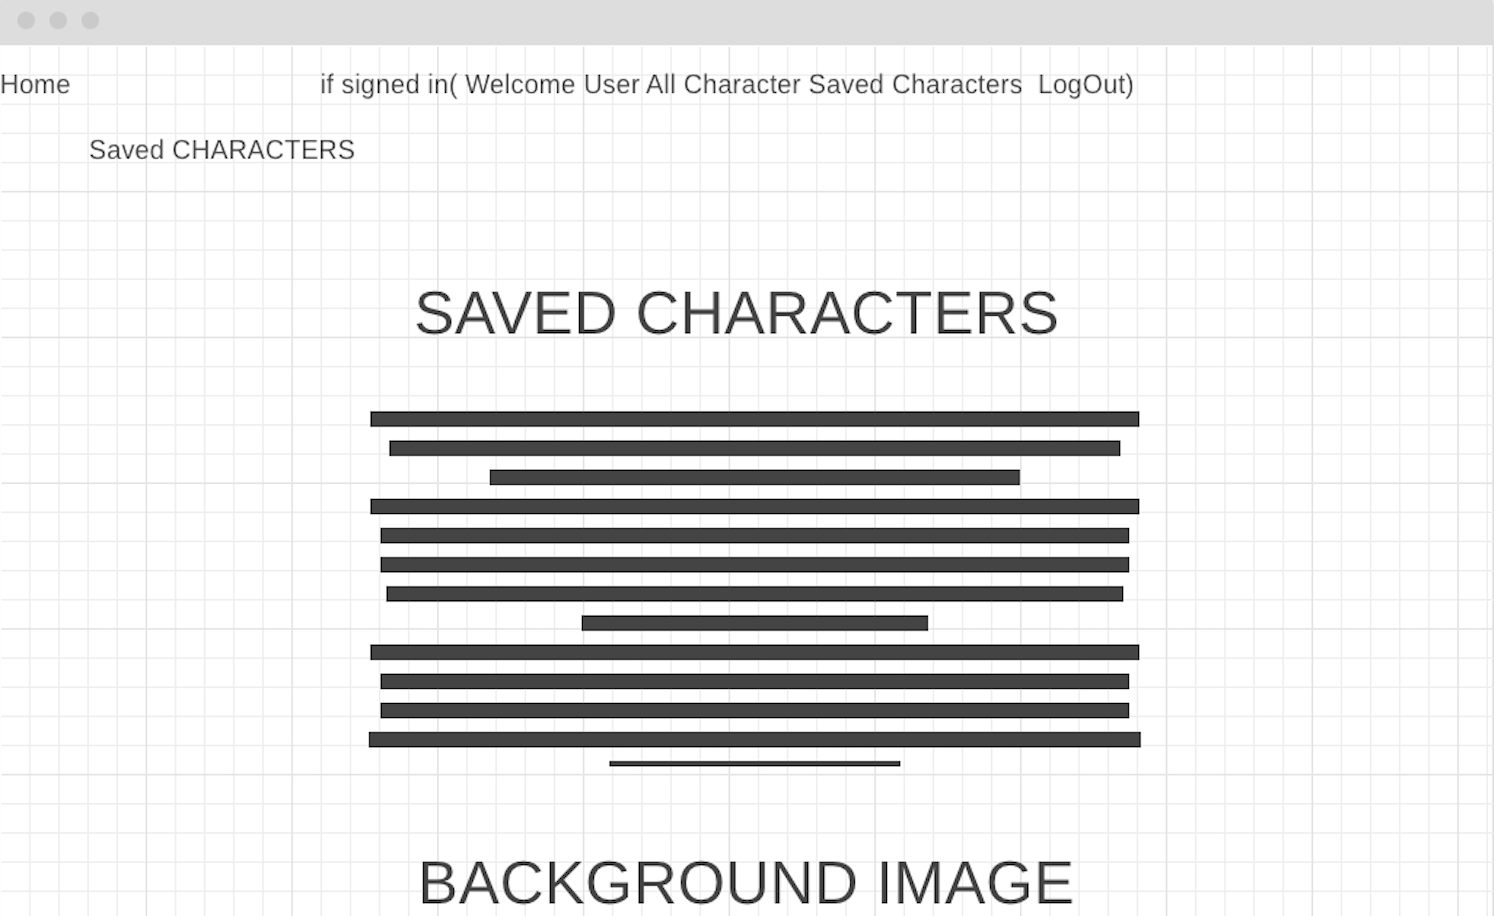 Home if signed in( Welcome User All Character Saved Characters  LogOut)
Saved CHARACTERS
SAVED CHARACTERS
BACKGROUND IMAGE